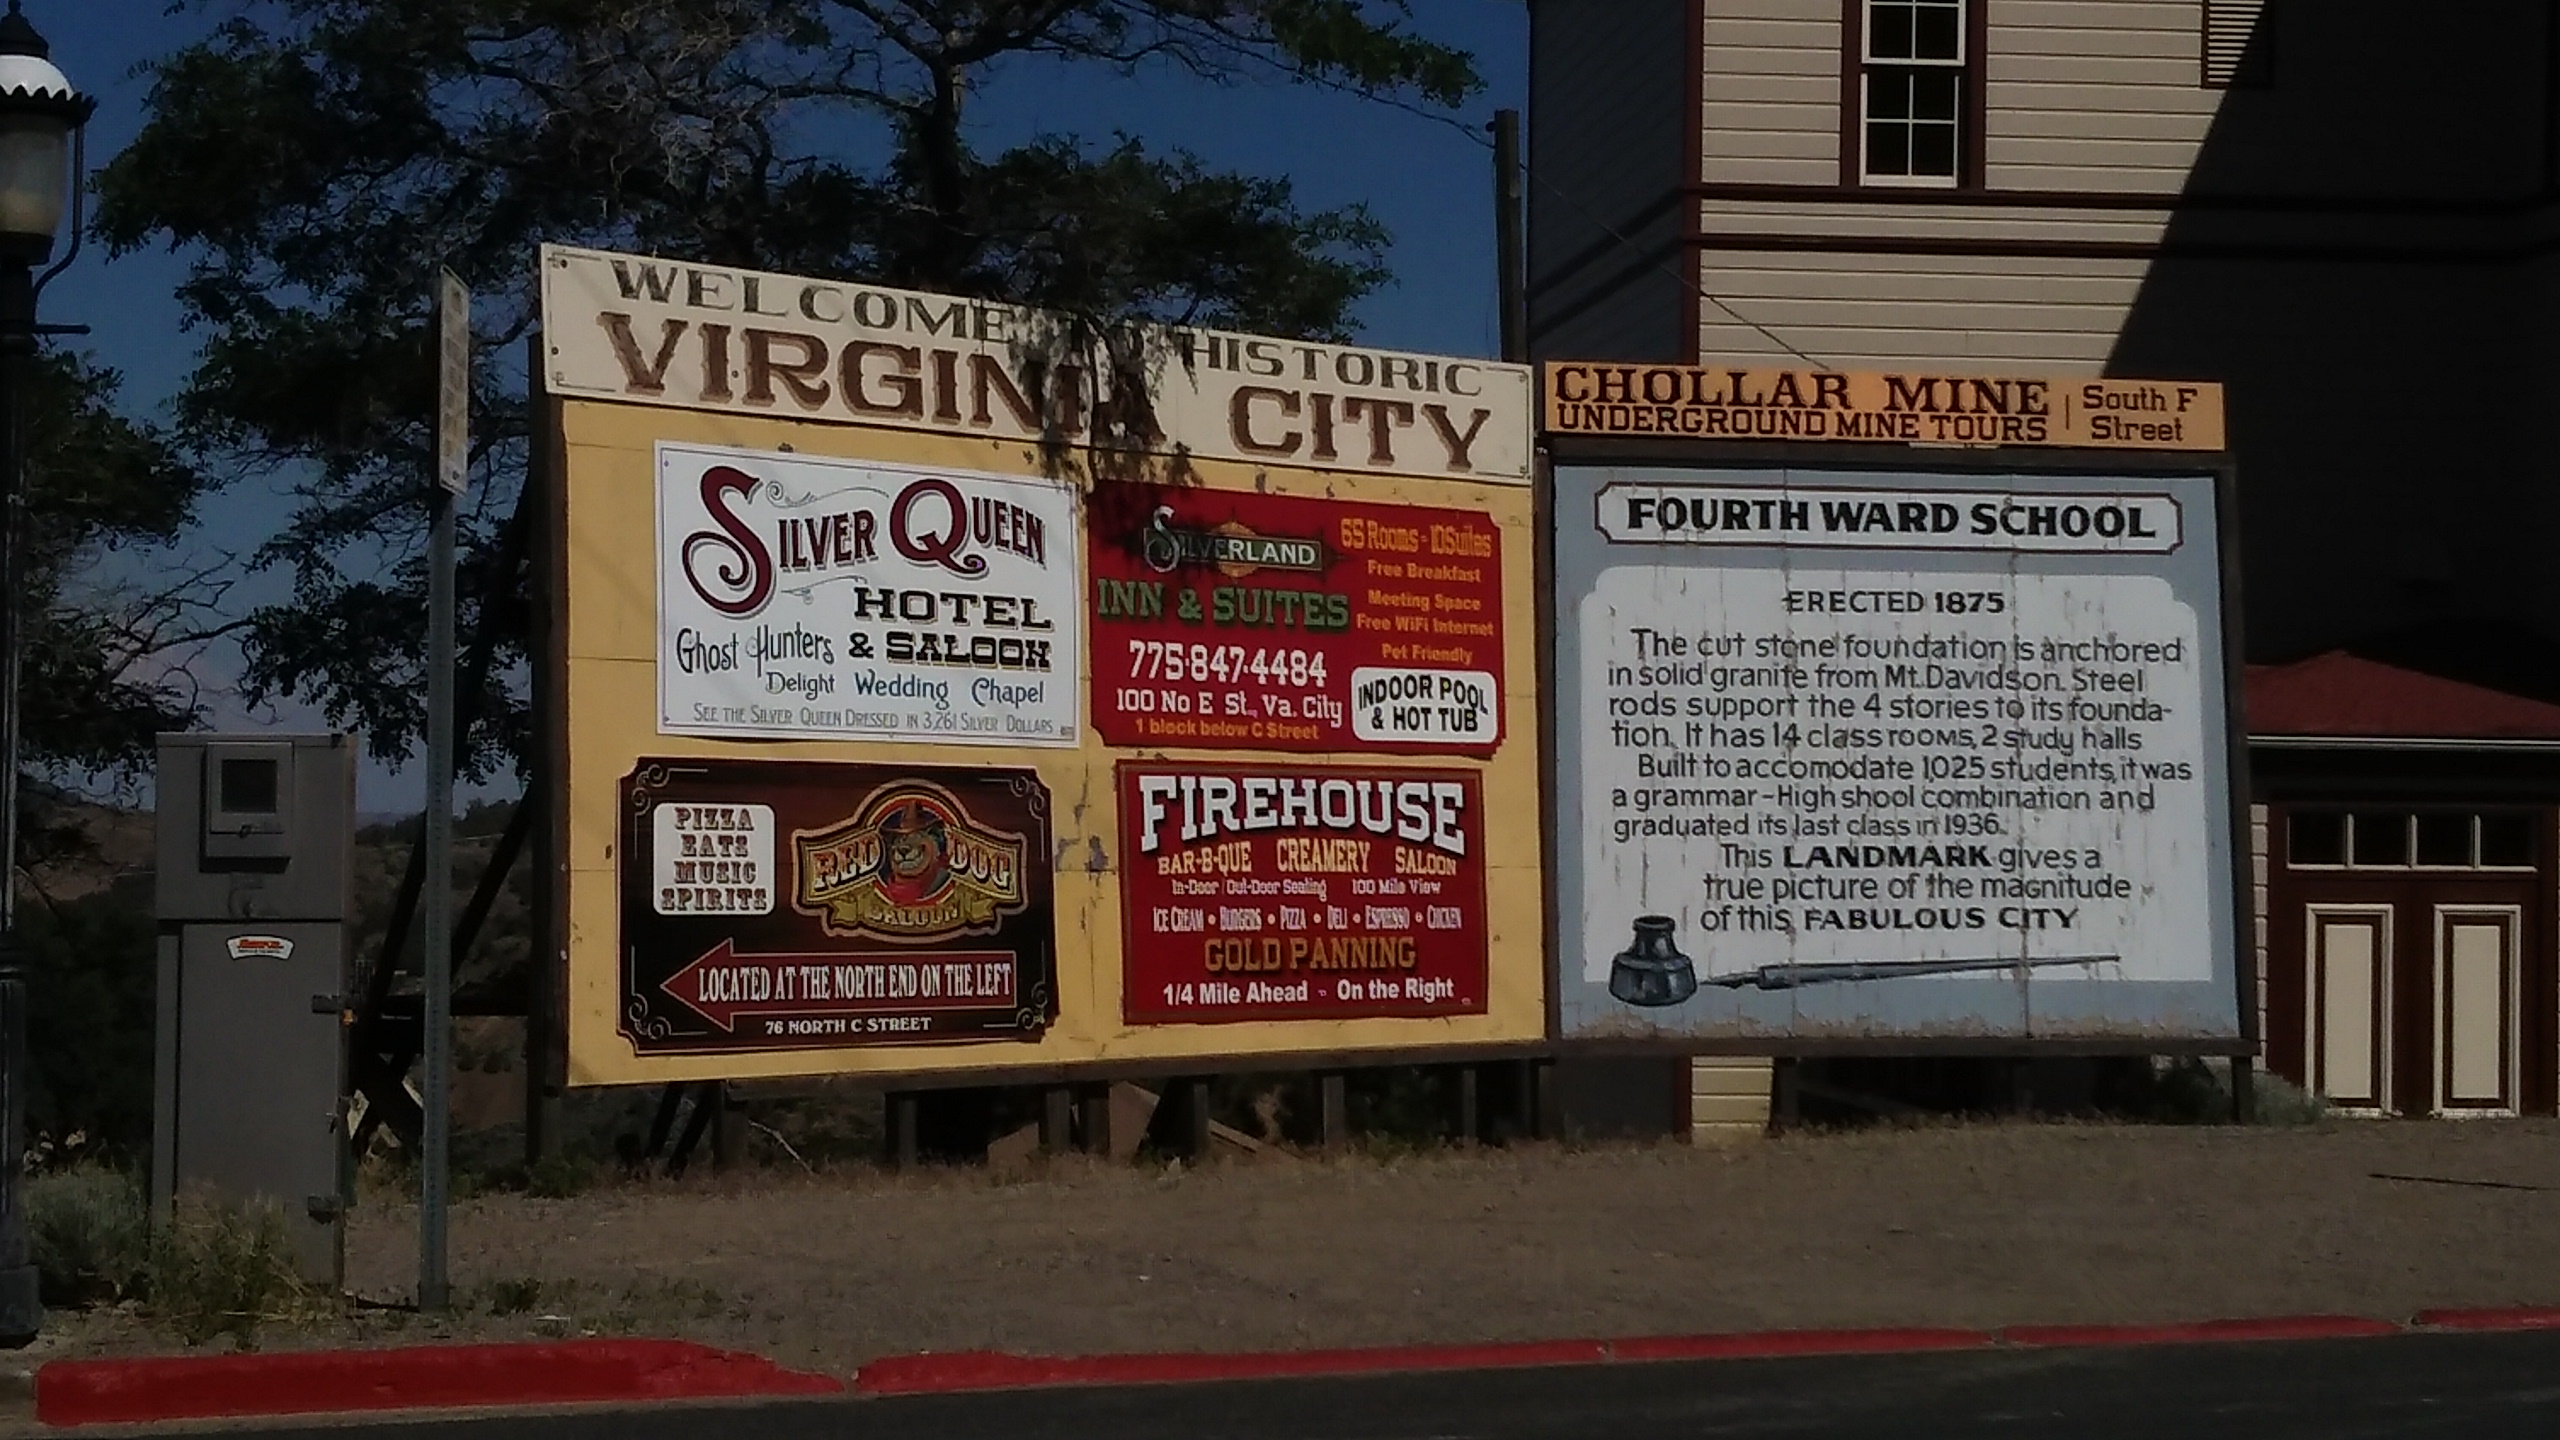 WELCOME TO HISTORIC
VIRGINIA CITY
SILVER QUEEN
HOTEL
Ghost Hunters & SALOON
Delight Wedding Chapel
SEE THE SILVER QUEEN DRESSED IN 3,261 SILVER DOLLARS
SILVERLAND
INN & SUITES
65 Rooms - 10 Suites
Free Breakfast
Meeting Space
Free WiFi Internet
Pet Friendly
775-847-4484
100 No E St., Va. City
1 block below C Street
INDOOR POOL
& HOT TUB
PIZZA
EATS
MUSIC
SPIRITS
RED DOG
SALOON
LOCATED AT THE NORTH END ON THE LEFT
76 NORTH C STREET
FIREHOUSE
BAR-B-QUE CREAMERY SALOON
In-Door / Out-Door Seating 100 Mile View
ICE CREAM • BURGERS • PIZZA • DELI • ESPRESSO • CHICKEN
GOLD PANNING
1/4 Mile Ahead - On the Right
CHOLLAR MINE
UNDERGROUND MINE TOURS
South F
Street
FOURTH WARD SCHOOL
ERECTED 1875
The cut stone foundation is anchored
in solid granite from Mt. Davidson. Steel
rods support the 4 stories to its founda-
tion. It has 14 class rooms, 2 study halls
Built to accomodate 1,025 students, it was
a grammar-High shool combination and
graduated its last class in 1936.
This LANDMARK gives a
true picture of the magnitude
of this FABULOUS CITY